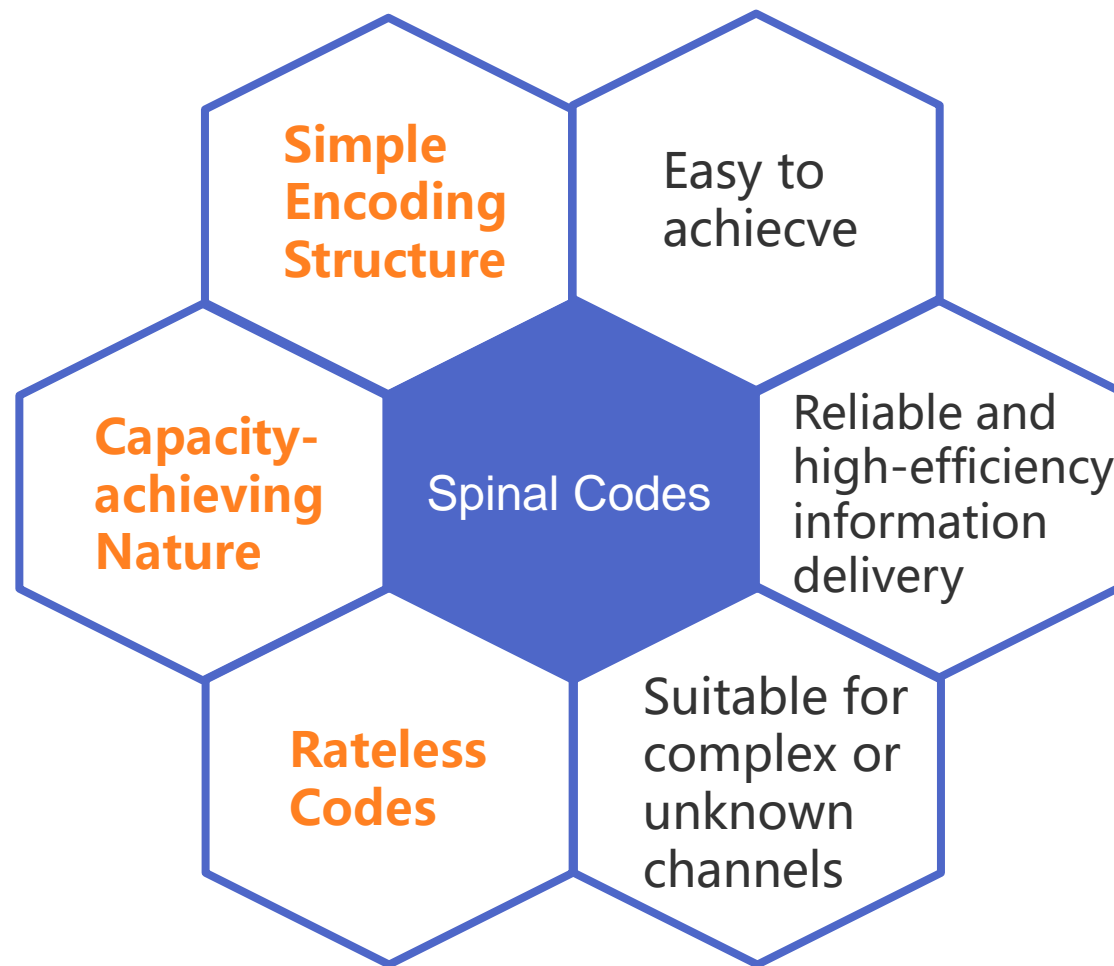 Simple
Encoding
Structure
Easy to
achiecve
Capacity-
achieving
Nature
Spinal Codes
Reliable and
high-efficiency
information
delivery
Rateless
Codes
Suitable for
complex or
unknown
channels